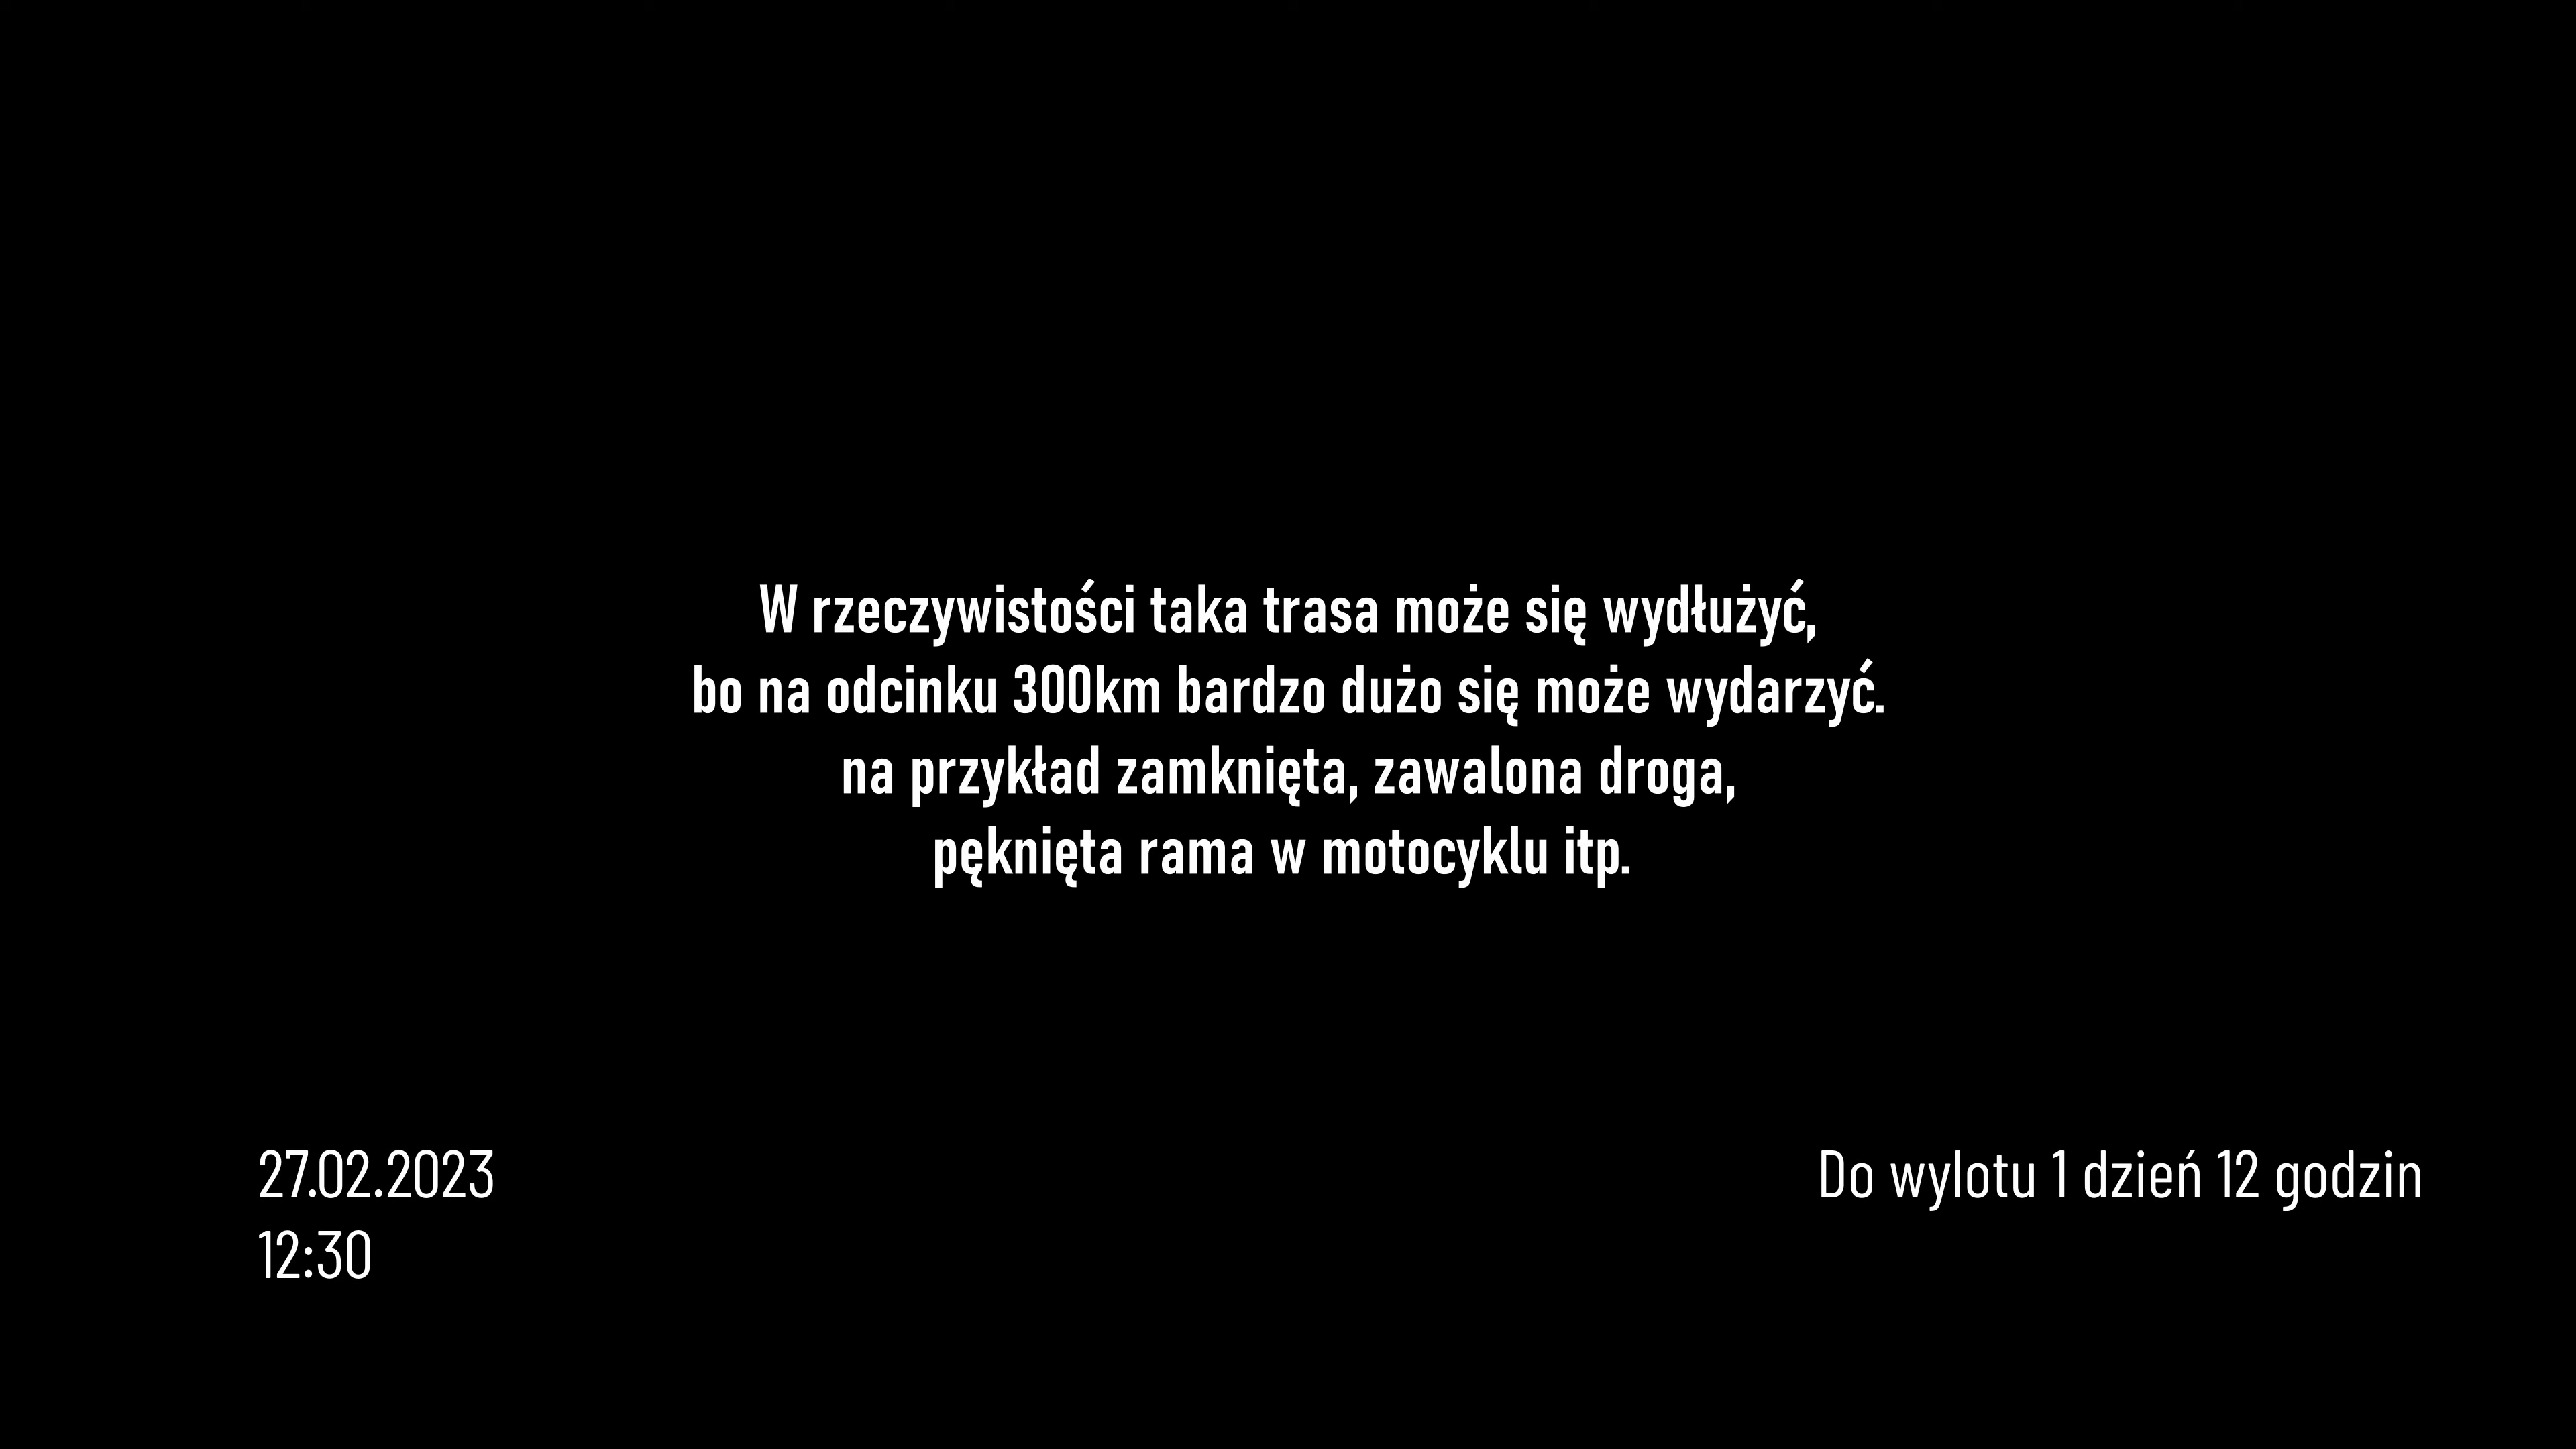 W rzeczywistości taka trasa może się wydłużyć,
bo na odcinku 300km bardzo dużo się może wydarzyć.
na przykład zamknięta, zawalona droga,
pęknięta rama w motocyklu itp.
27.02.2023
12:30
Do wylotu 1 dzień 12 godzin